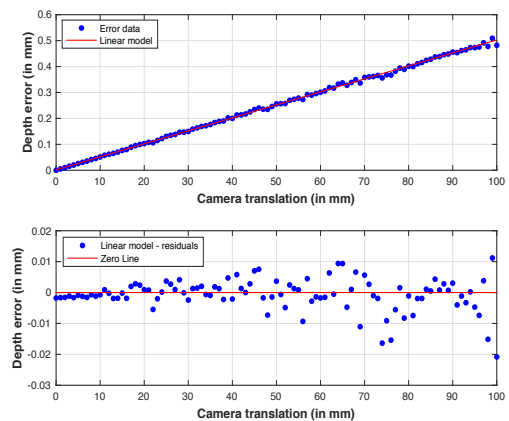 0.6
0.5
0.4
0.3
0.2
0.1
0
Depth error (in mm)
Error data
Linear model
0 10 20 30 40 50 60 70 80 90 100
Camera translation (in mm)
0.02
0.01
0
-0.01
-0.02
-0.03
Depth error (in mm)
Linear model - residuals
Zero Line
0 10 20 30 40 50 60 70 80 90 100
Camera translation (in mm)